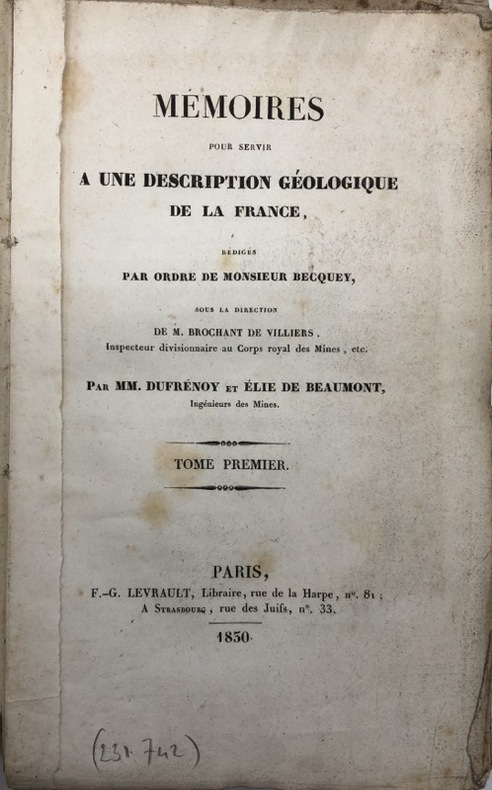 MÉMOIRES
POUR SERVIR
A UNE DESCRIPTION GÉOLOGIQUE
DE LA FRANCE,
RÉDIGÉS
PAR ORDRE DE MONSIEUR BECQUEY,
SOUS LA DIRECTION
DE M. BROCHANT DE VILLIERS,
Inspecteur divisionnaire au Corps royal des Mines, etc.
PAR MM. DUFRÉNOY ET ÉLIE DE BEAUMONT,
Ingénieurs des Mines.
TOME PREMIER.
PARIS,
F.-G. LEVRAULT, Libraire, rue de la Harpe, n°. 81;
A STRASBOURG, rue des Juifs, n°. 33.
1830.
(231.742)